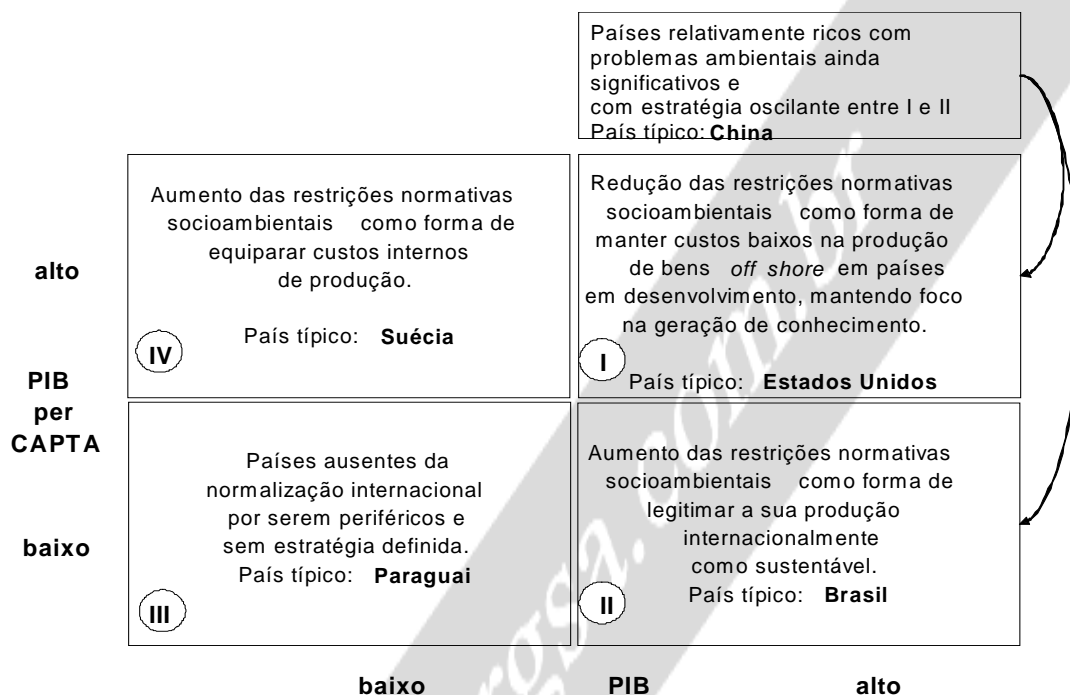 Países relativamente ricos com
problemas ambientais ainda
significativos e
com estratégia oscilante entre I e II
País típico: China
Aumento das restrições normativas
socioambientais como forma de
equiparar custos internos
de produção.
País típico: Suécia
IV
Redução das restrições normativas
socioambientais como forma de
manter custos baixos na produção
de bens off shore em países
em desenvolvimento, mantendo foco
na geração de conhecimento.
I
País típico: Estados Unidos
alto
PIB
per
CAPTA
baixo
Países ausentes da
normalização internacional
por serem periféricos e
sem estratégia definida.
País típico: Paraguai
III
Aumento das restrições normativas
socioambientais como forma de
legitimar a sua produção
internacionalmente
como sustentável.
País típico: Brasil
II
baixo PIB alto